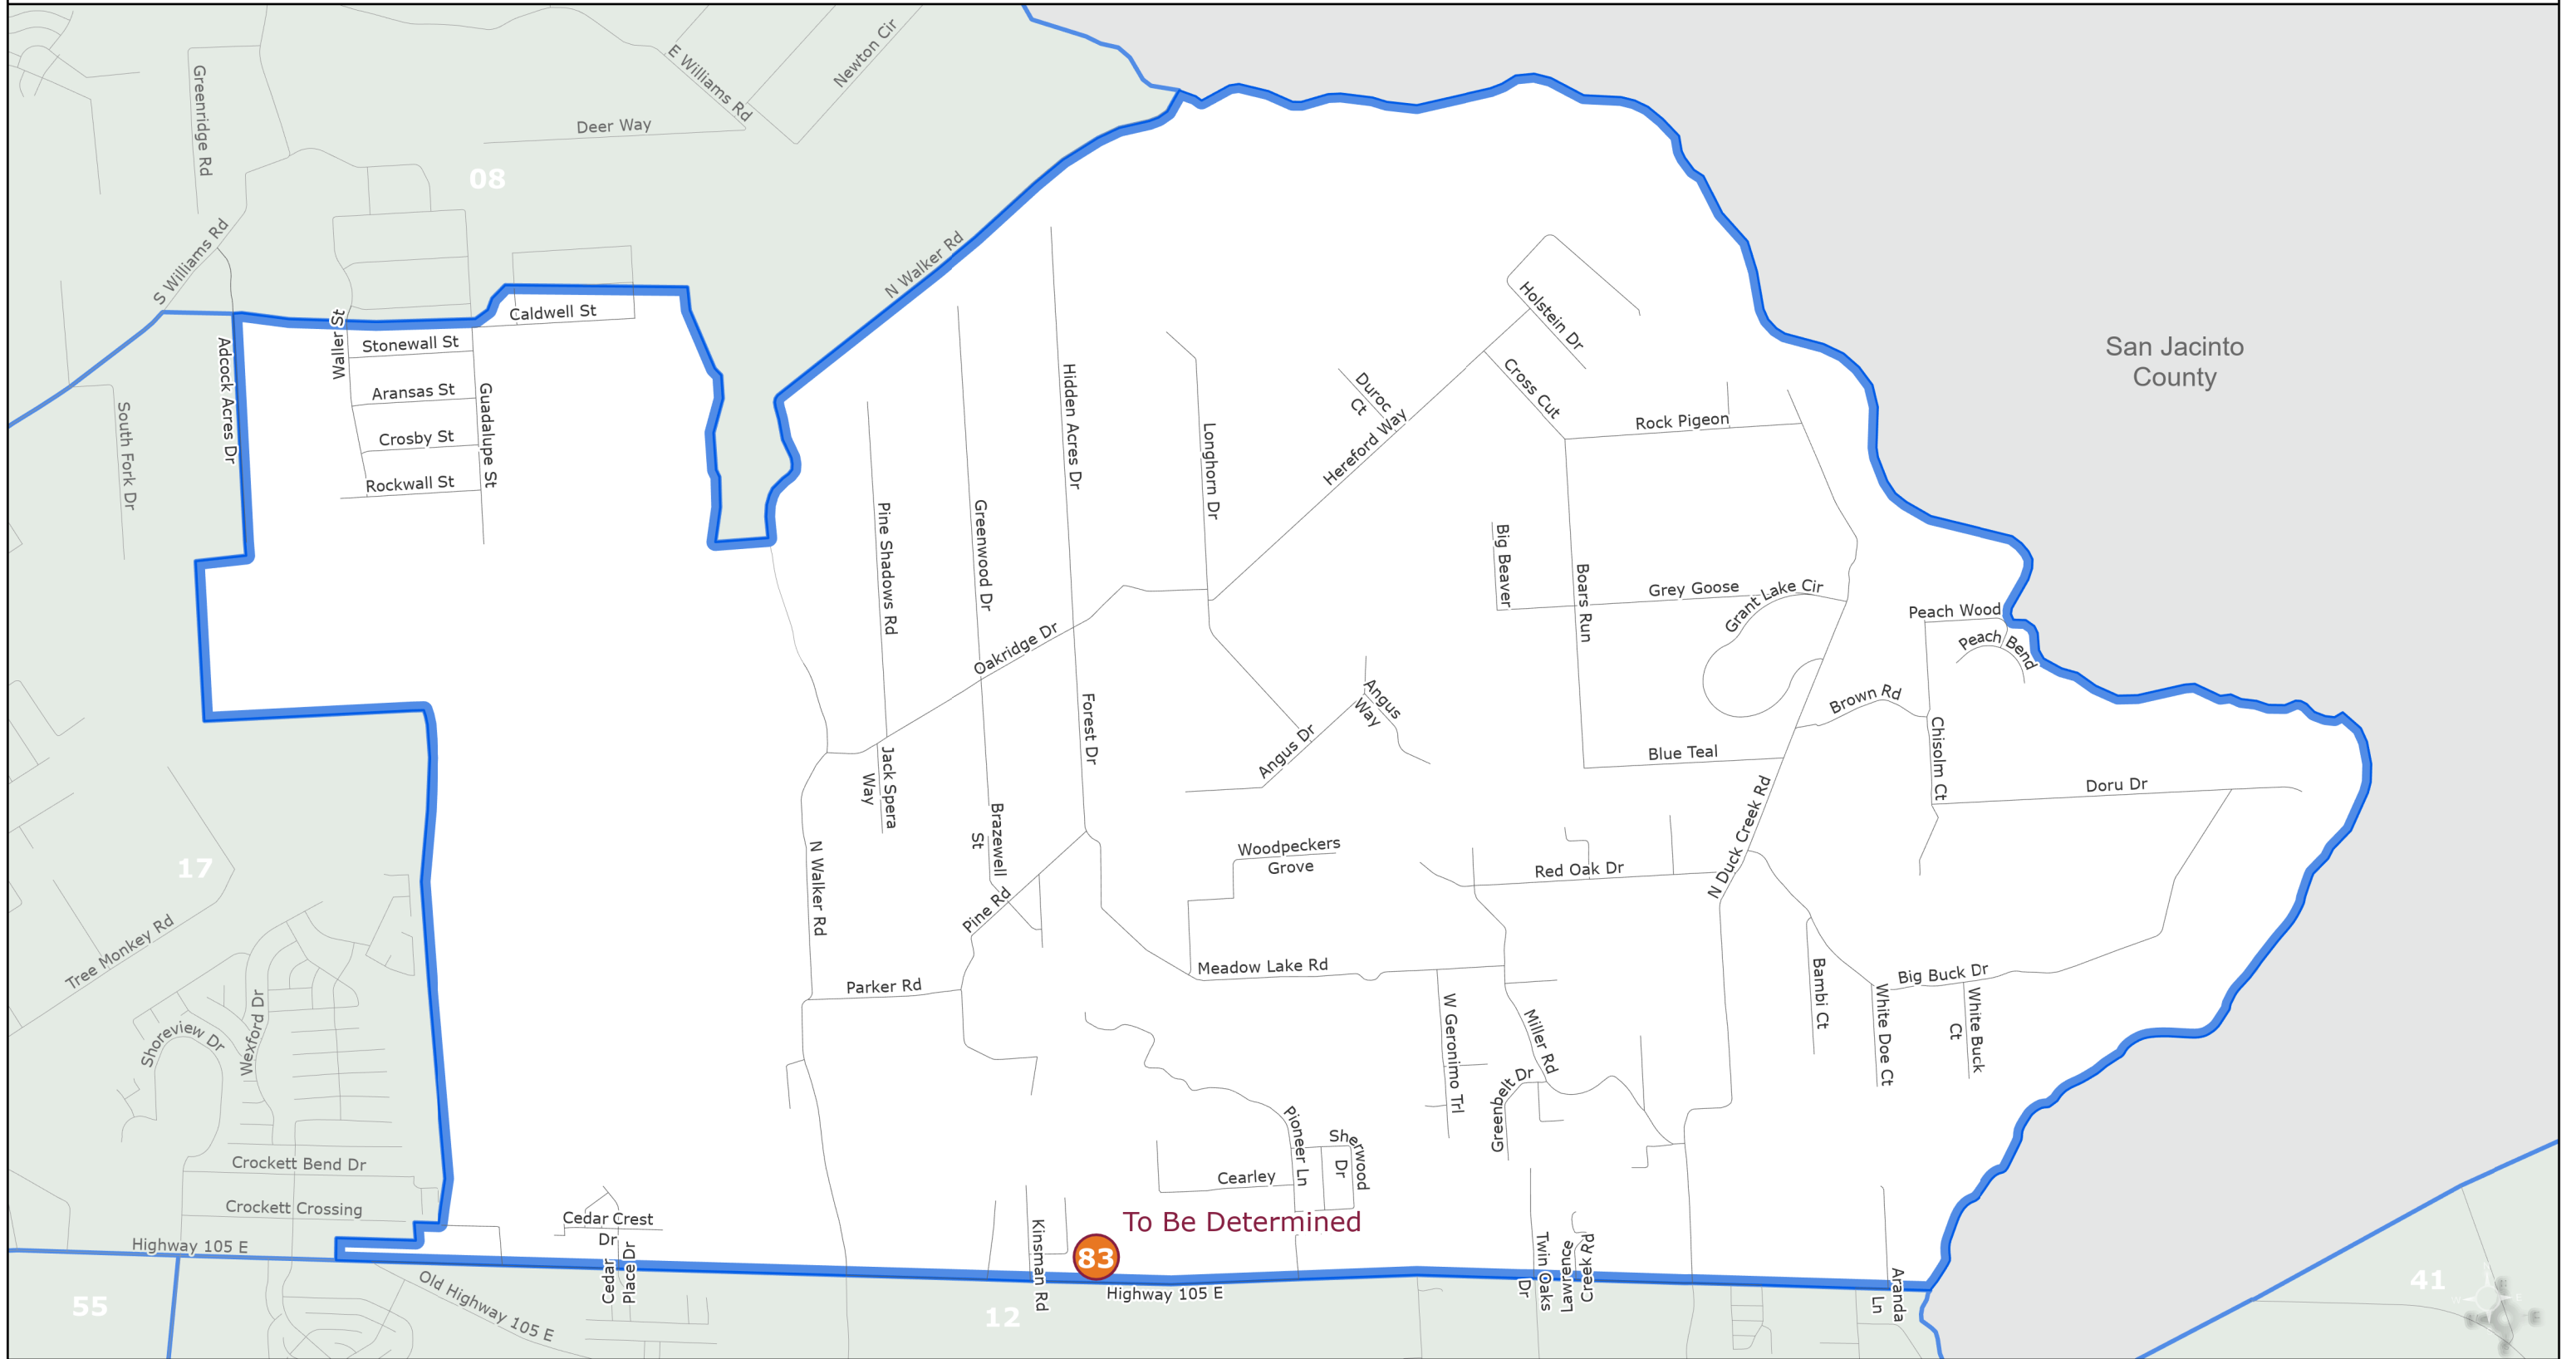 Greenridge Rd
E Williams Rd
Newton Cir
Deer Way
08
S Williams Rd
N Walker Rd
San Jacinto
County
Caldwell St
Waller St
Stonewall St
Adcock Acres Dr
Aransas St
Crosby St
Guadalupe St
Rockwall St
South Fork Dr
Holstein Dr
Cross Cut
Duroc
Ct
Hereford Way
Rock Pigeon
Hidden Acres Dr
Longhorn Dr
Greenwood Dr
Pine Shadows Rd
Big Beaver
Boars Run
Grey Goose
Grant Lake Cir
Peach Wood
Peach Bend
Oakridge Dr
Forest Dr
Angus
Way
Angus Dr
Brown Rd
Chisolm Ct
Blue Teal
Doru Dr
Jack Spera
Way
N Duck Creek Rd
Brazewell
St
N Walker Rd
Woodpeckers
Grove
Red Oak Dr
Pine Rd
17
Tree Monkey Rd
Meadow Lake Rd
Parker Rd
Big Buck Dr
Bambi Ct
White Doe Ct
White Buck
Ct
W Geronimo Trl
Miller Rd
Greenbelt Dr
Shoreview Dr
Wexford Dr
Pioneer Ln
Sherwood
Dr
Cearley
Crockett Bend Dr
Crockett Crossing
Highway 105 E
Cedar Crest
Dr
Cedar
Place Dr
Kinsman Rd
83
To Be Determined
Highway 105 E
Twin Oaks
Dr
Lawrence
Creek Rd
Aranda
Ln
Old Highway 105 E
55
12
41
W
E